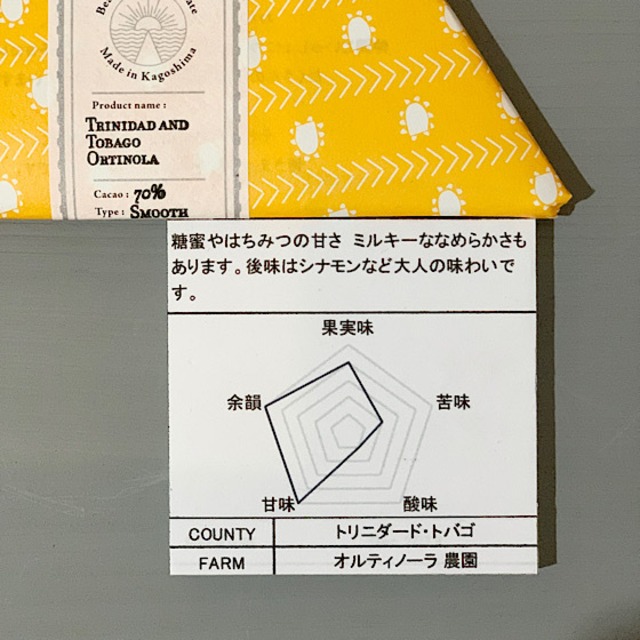 Made in Kagoshima
Product name :
TRINIDAD AND
TOBAGO
ORTINOLA
Cacao : 70%
Type : SMOOTH
糖蜜やはちみつの甘さ ミルキーななめらかさも
あります。後味はシナモンなど大人の味わいで
す。
果実味
余韻
苦味
甘味
酸味
COUNTY トリニダード・トバゴ
FARM オルティノーラ 農園